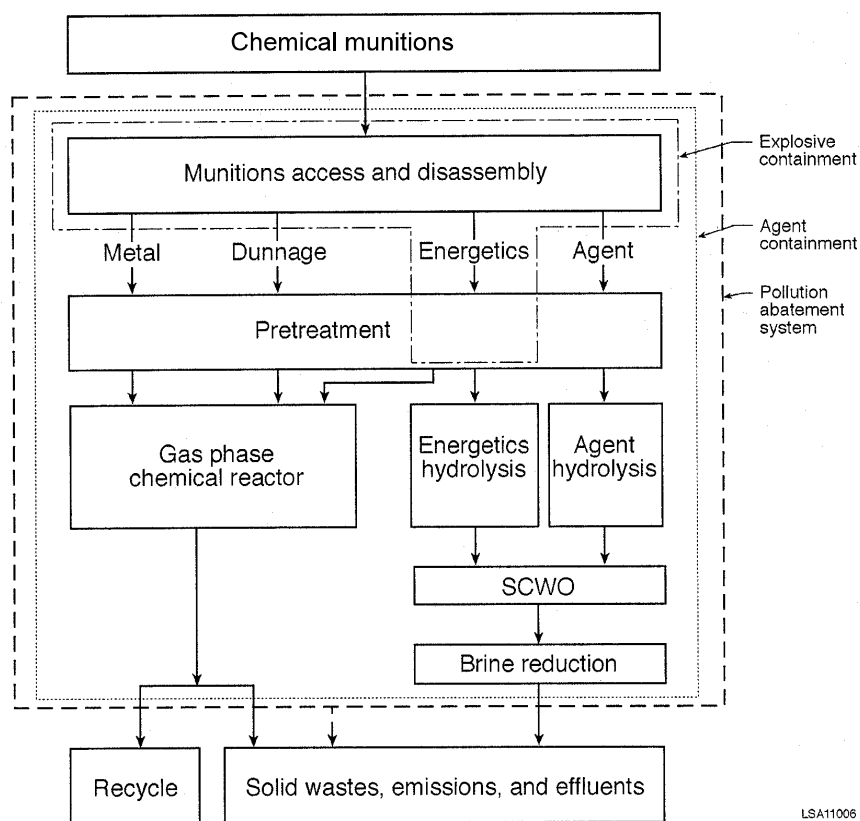 Chemical munitions
Munitions access and disassembly
Explosive
containment
Agent
containment
Pollution
abatement
system
Metal
Dunnage
Energetics
Agent
Pretreatment
Gas phase
chemical reactor
Energetics
hydrolysis
Agent
hydrolysis
SCWO
Brine reduction
Recycle
Solid wastes, emissions, and effluents
LSA11006